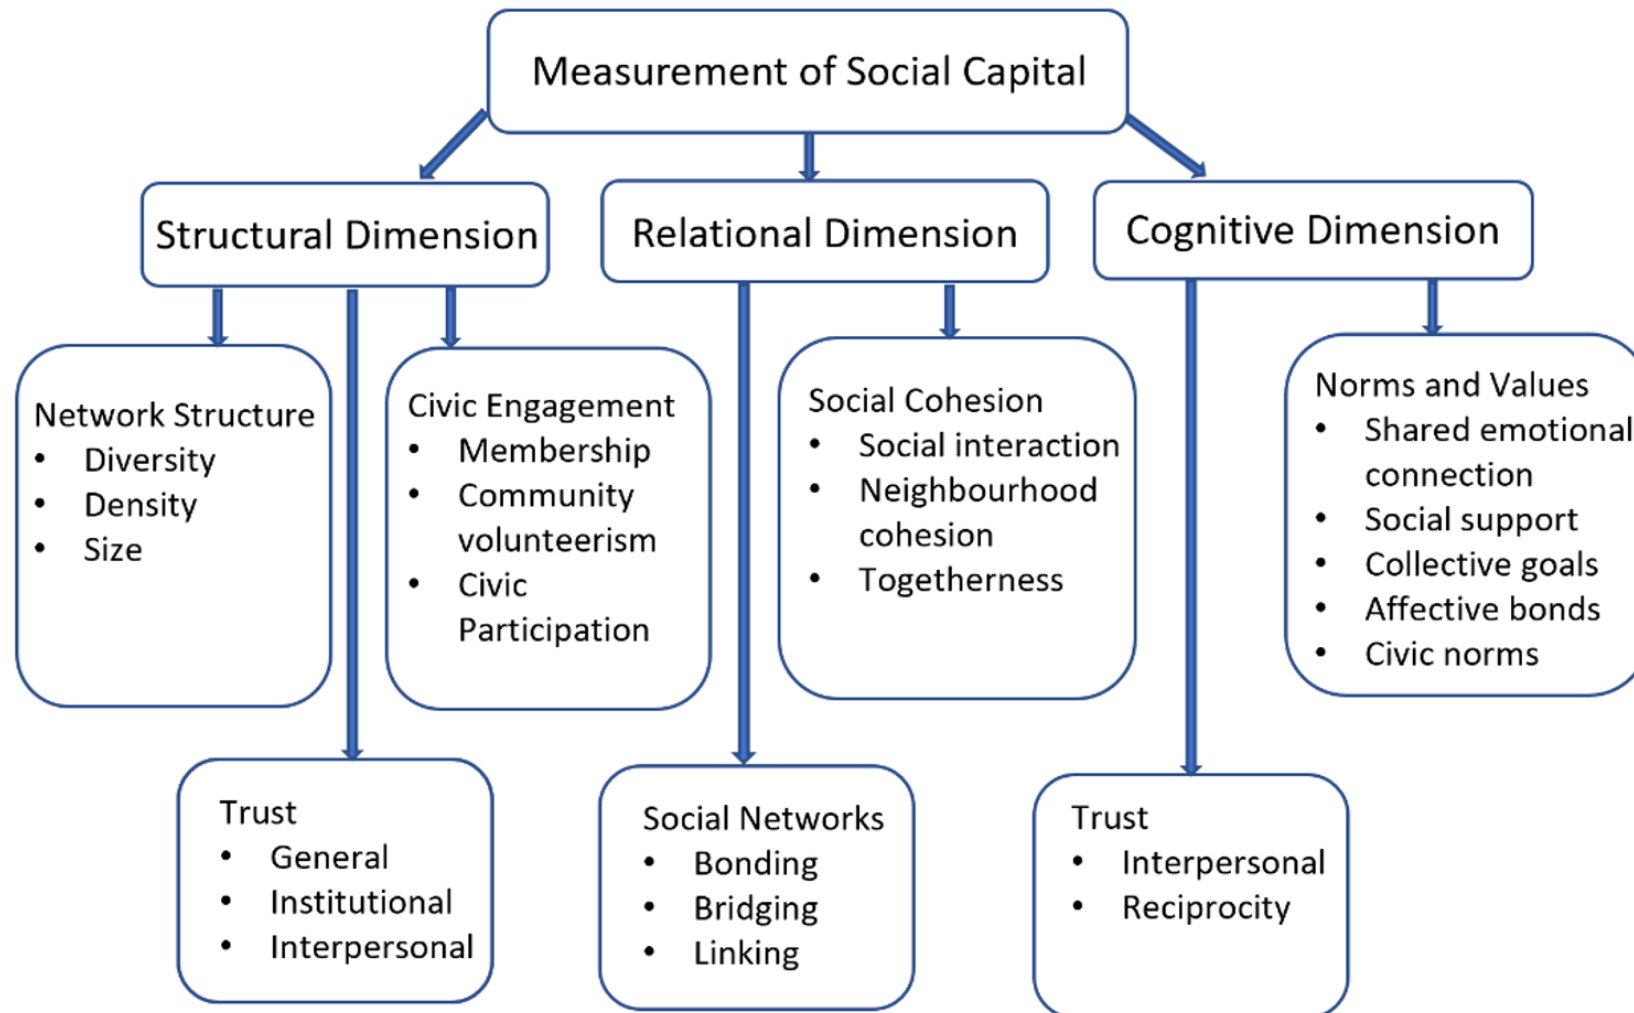 Measurement of Social Capital
Structural Dimension
Relational Dimension
Cognitive Dimension
Network Structure
• Diversity
• Density
• Size
Civic Engagement
• Membership
• Community
volunteerism
• Civic
Participation
Social Cohesion
• Social interaction
• Neighbourhood
cohesion
• Togetherness
Norms and Values
• Shared emotional
connection
• Social support
• Collective goals
• Affective bonds
• Civic norms
Trust
• General
• Institutional
• Interpersonal
Social Networks
• Bonding
• Bridging
• Linking
Trust
• Interpersonal
• Reciprocity